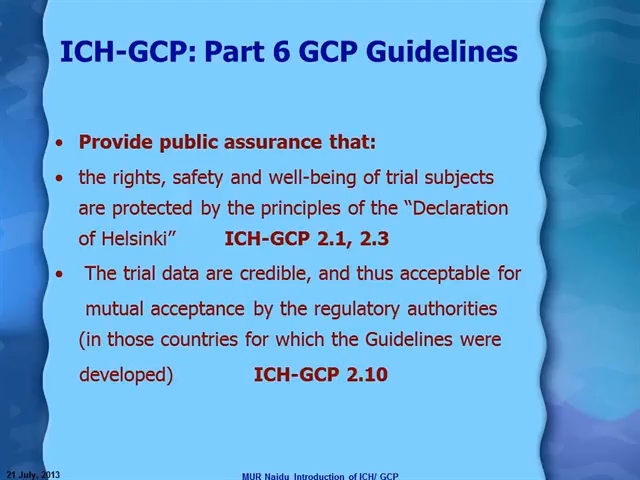 ICH-GCP: Part 6 GCP Guidelines
• Provide public assurance that:
• the rights, safety and well-being of trial subjects
are protected by the principles of the “Declaration
of Helsinki” ICH-GCP 2.1, 2.3
• The trial data are credible, and thus acceptable for
mutual acceptance by the regulatory authorities
(in those countries for which the Guidelines were
developed) ICH-GCP 2.10
21 July, 2013
MUR Naidu Introduction of ICH/ GCP